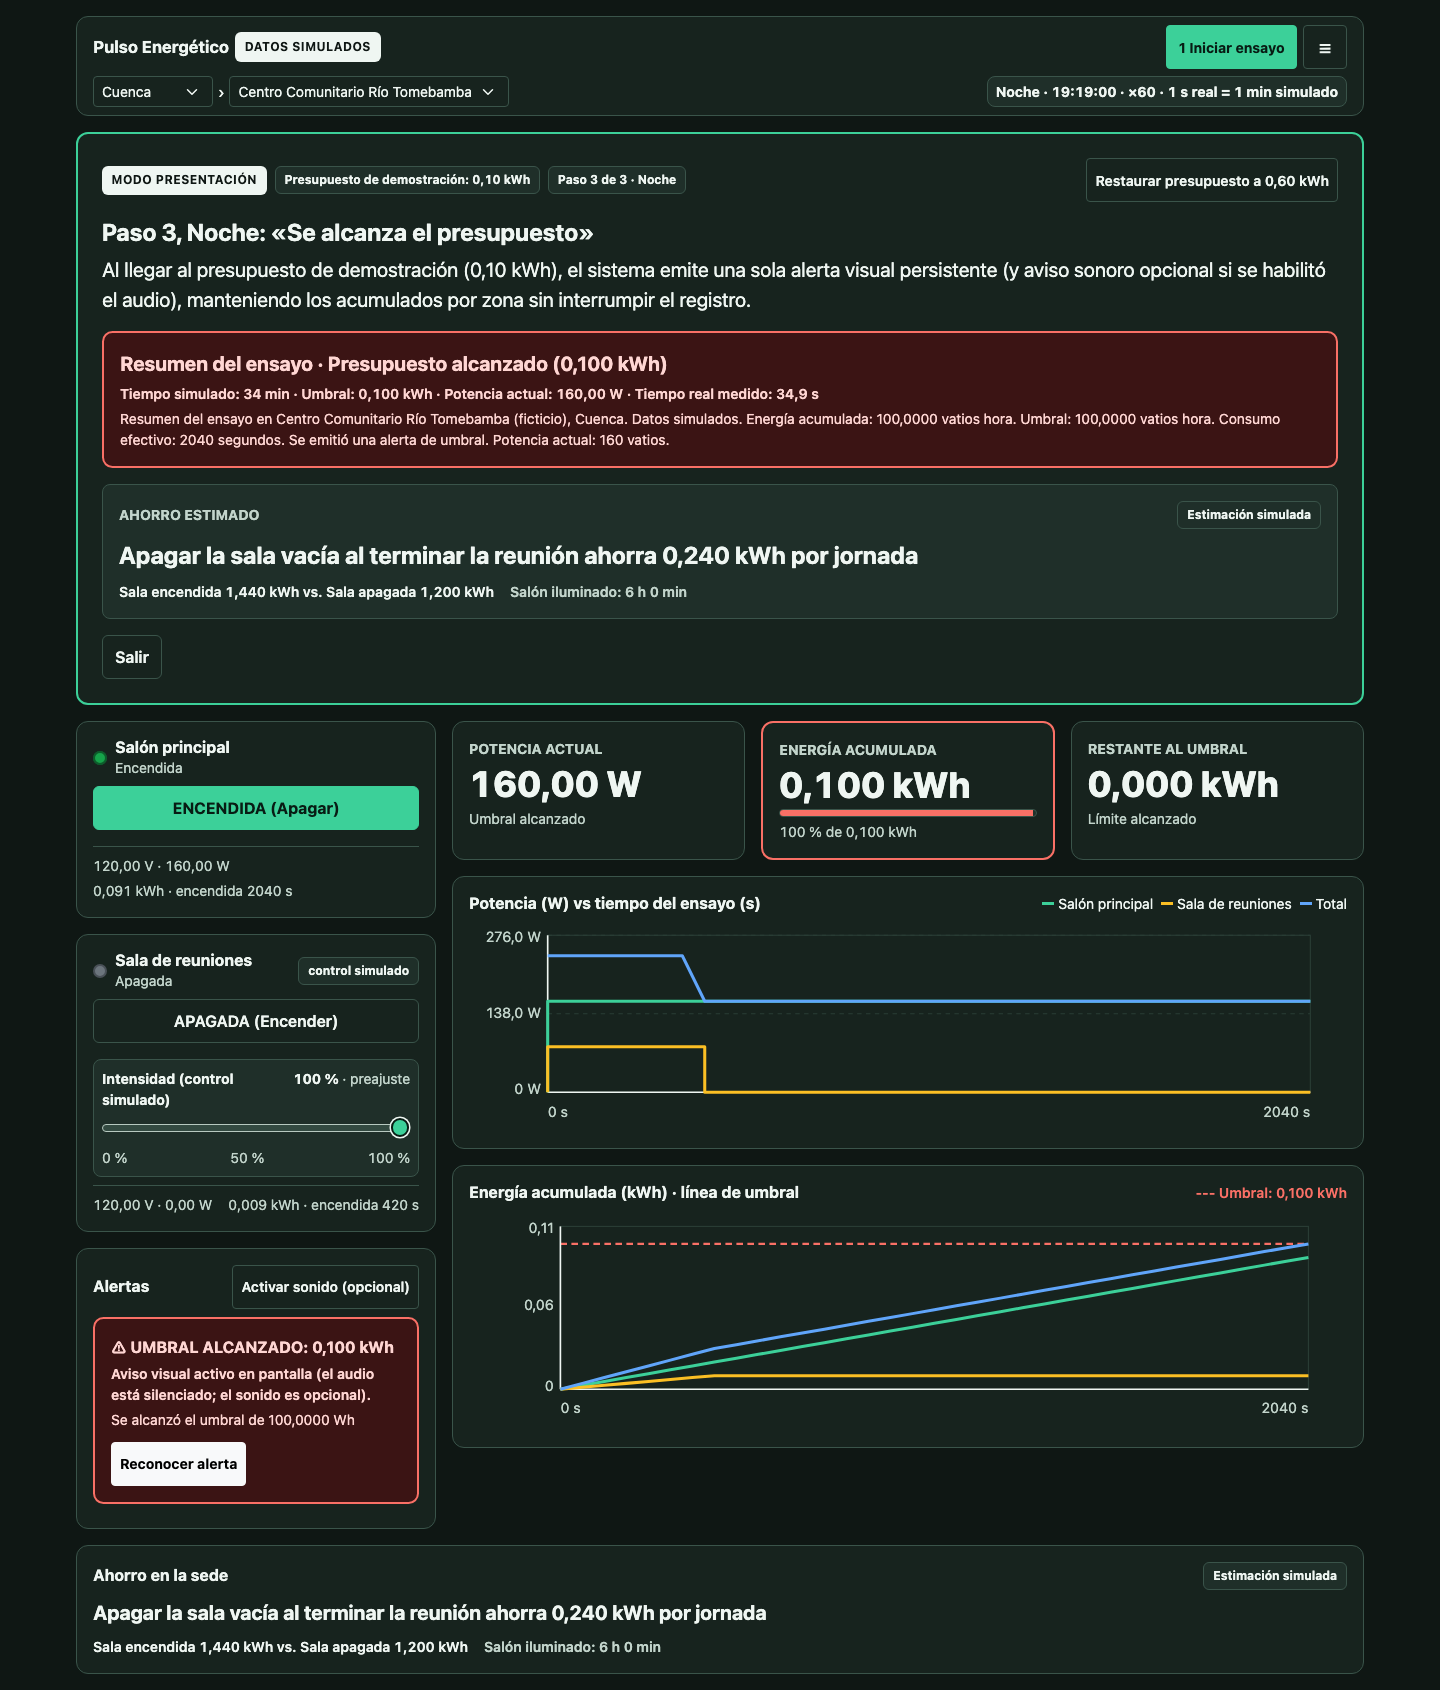 Pulso Energético DATOS SIMULADOS
1 Iniciar ensayo ≡
Cuenca › Centro Comunitario Río Tomebamba
Noche · 19:19:00 · ×60 · 1 s real = 1 min simulado
MODO PRESENTACIÓN Presupuesto de demostración: 0,10 kWh Paso 3 de 3 · Noche
Restaurar presupuesto a 0,60 kWh
Paso 3, Noche: «Se alcanza el presupuesto»
Al llegar al presupuesto de demostración (0,10 kWh), el sistema emite una sola alerta visual persistente (y aviso sonoro opcional si se habilitó
el audio), manteniendo los acumulados por zona sin interrumpir el registro.
Resumen del ensayo · Presupuesto alcanzado (0,100 kWh)
Tiempo simulado: 34 min · Umbral: 0,100 kWh · Potencia actual: 160,00 W · Tiempo real medido: 34,9 s
Resumen del ensayo en Centro Comunitario Río Tomebamba (ficticio), Cuenca. Datos simulados. Energía acumulada: 100,0000 vatios hora. Umbral: 100,0000 vatios hora. Consumo
efectivo: 2040 segundos. Se emitió una alerta de umbral. Potencia actual: 160 vatios.
AHORRO ESTIMADO
Estimación simulada
Apagar la sala vacía al terminar la reunión ahorra 0,240 kWh por jornada
Sala encendida 1,440 kWh vs. Sala apagada 1,200 kWh Salón iluminado: 6 h 0 min
Salir
Salón principal
Encendida
ENCENDIDA (Apagar)
120,00 V · 160,00 W
0,091 kWh · encendida 2040 s
Sala de reuniones
Apagada
control simulado
APAGADA (Encender)
Intensidad (control
simulado)
100 % · preajuste
0 % 50 % 100 %
120,00 V · 0,00 W 0,009 kWh · encendida 420 s
Alertas
Activar sonido (opcional)
⚠ UMBRAL ALCANZADO: 0,100 kWh
Aviso visual activo en pantalla (el audio
está silenciado; el sonido es opcional).
Se alcanzó el umbral de 100,0000 Wh
Reconocer alerta
POTENCIA ACTUAL
160,00 W
Umbral alcanzado
ENERGÍA ACUMULADA
0,100 kWh
100 % de 0,100 kWh
RESTANTE AL UMBRAL
0,000 kWh
Límite alcanzado
Potencia (W) vs tiempo del ensayo (s)
Salón principal Sala de reuniones Total
276,0 W
138,0 W
0 W
0 s 2040 s
Energía acumulada (kWh) · línea de umbral
--- Umbral: 0,100 kWh
0,11
0,06
0
0 s 2040 s
Ahorro en la sede
Estimación simulada
Apagar la sala vacía al terminar la reunión ahorra 0,240 kWh por jornada
Sala encendida 1,440 kWh vs. Sala apagada 1,200 kWh Salón iluminado: 6 h 0 min